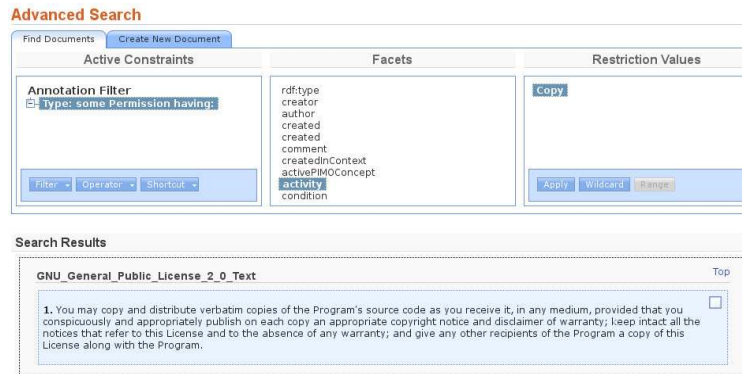 Advanced Search
Find Documents Create New Document
Active Constraints
Annotation Filter
Type: some Permission having:
Filter Operator Shortcut
Facets
rdf:type
creator
author
created
created
comment
createdInContext
activePIMOConcept
activity
condition
Restriction Values
Copy
Apply Wildcard Range
Search Results
GNU_General_Public_License_2_0_Text
Top
1. You may copy and distribute verbatim copies of the Program's source code as you receive it, in any medium, provided that you
conspicuously and appropriately publish on each copy an appropriate copyright notice and disclaimer of warranty; keep intact all the
notices that refer to this License and to the absence of any warranty; and give any other recipients of the Program a copy of this
License along with the Program.